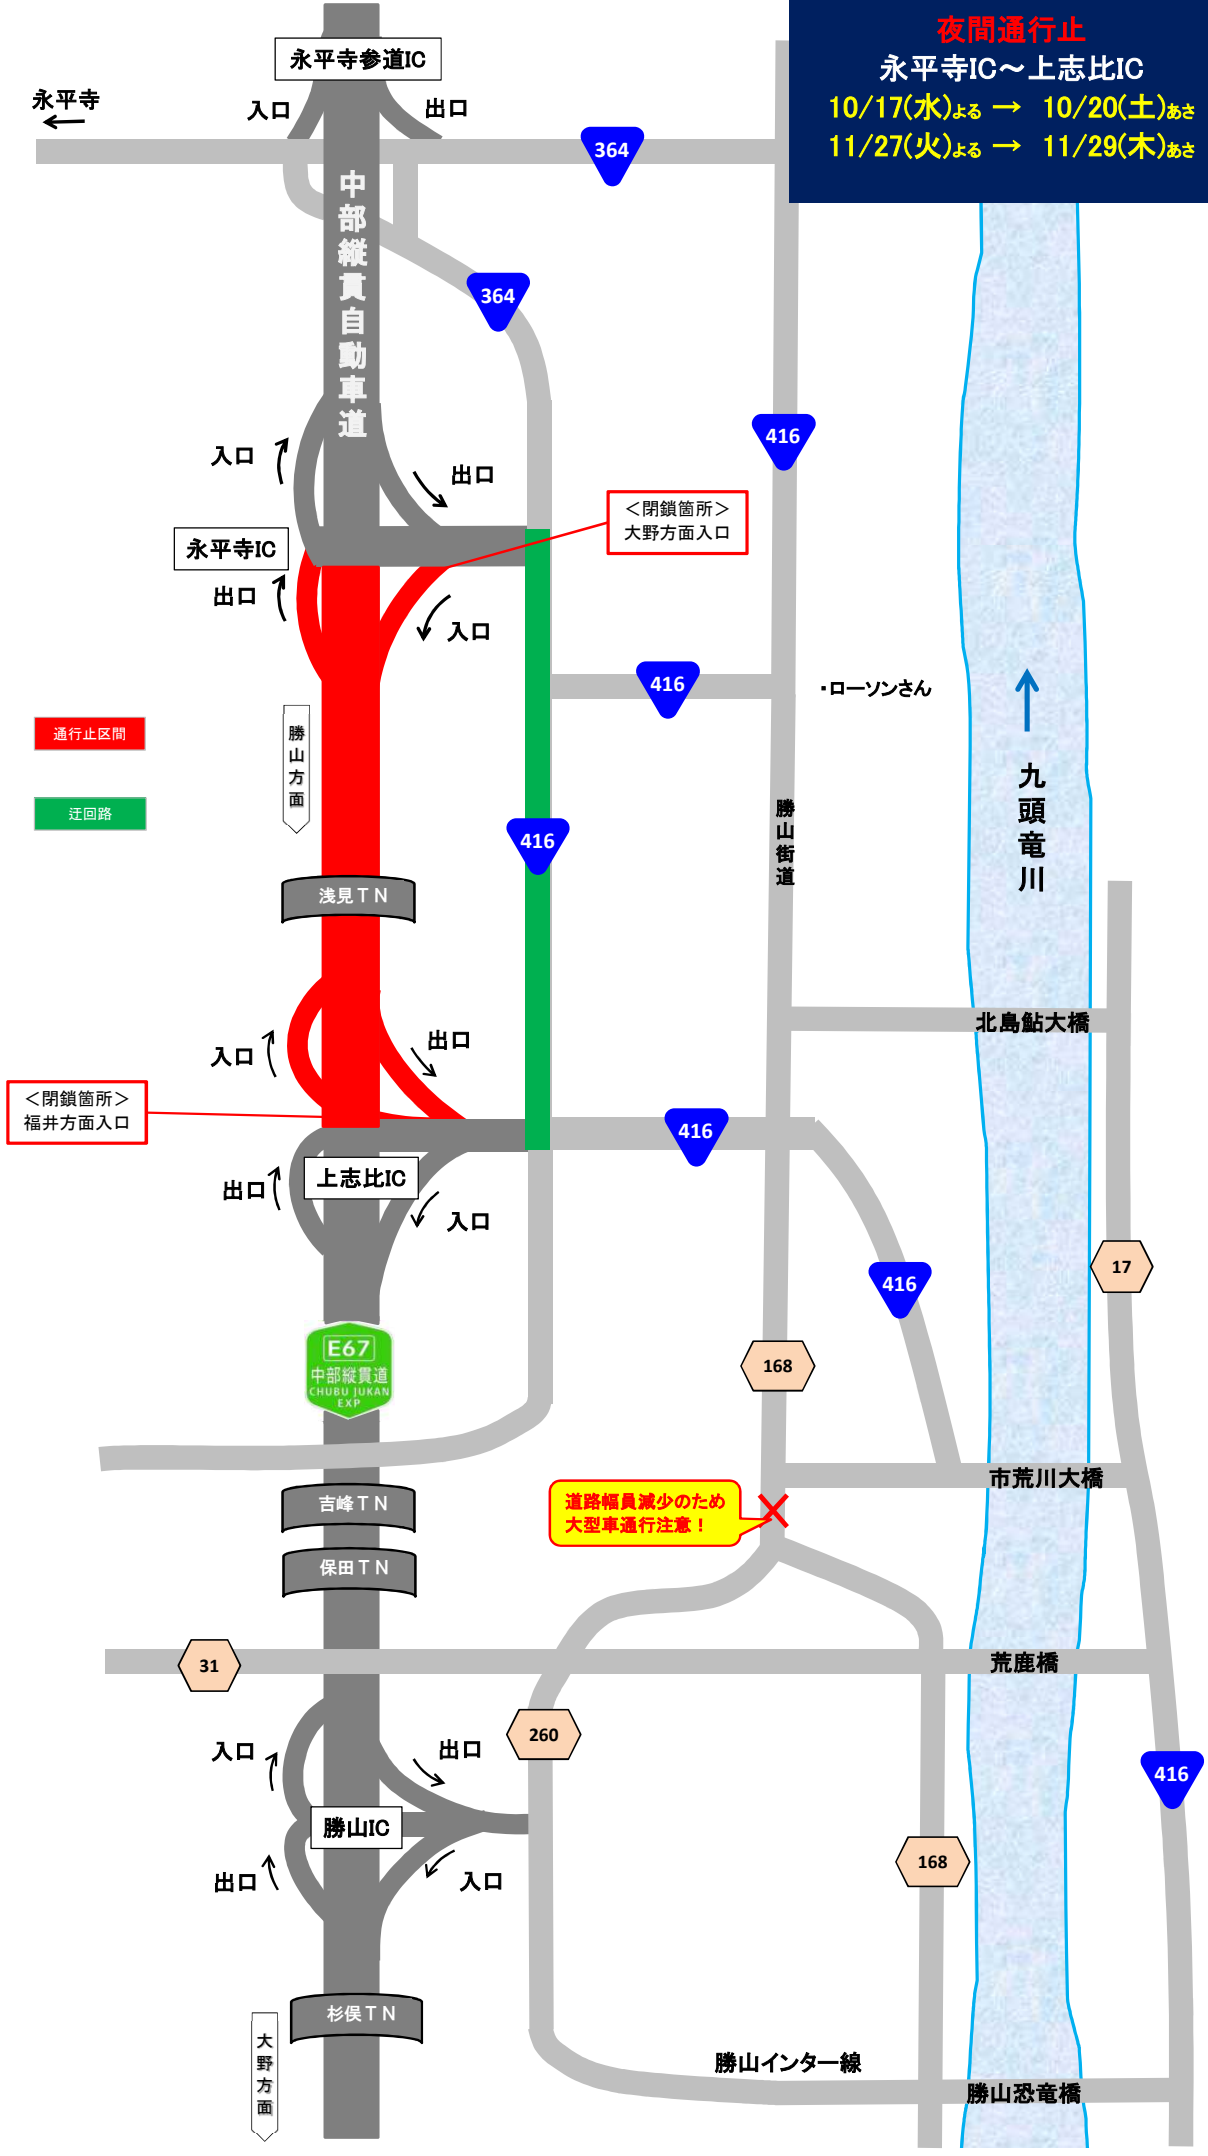 夜間通行止
永平寺IC～上志比IC
10/17(水)よる → 10/20(土)あさ
11/27(火)よる → 11/29(木)あさ
永平寺参道IC
永平寺
入口
出口
364
中部縦貫自動車道
364
416
入口
出口
＜閉鎖箇所＞
大野方面入口
永平寺IC
出口
入口
416
・ローソンさん
通行止区間
勝山方面
迂回路
九頭竜川
勝山街道
416
浅見ＴＮ
北島鮎大橋
入口
出口
＜閉鎖箇所＞
福井方面入口
416
上志比IC
出口
入口
17
416
E67
中部縦貫道
CHUBU JUKAN
EXP
168
市荒川大橋
吉峰ＴＮ
道路幅員減少のため
大型車通行注意！
保田ＴＮ
31
荒鹿橋
260
入口
出口
416
勝山IC
168
出口
入口
杉俣ＴＮ
大野方面
勝山インター線
勝山恐竜橋